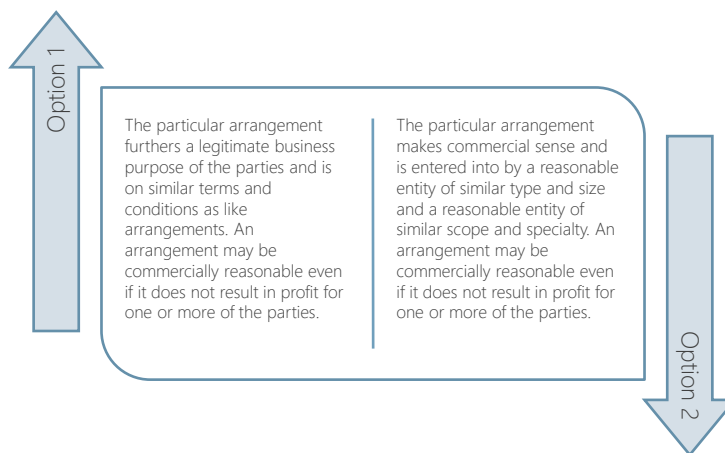 Option 1
The particular arrangement
furthers a legitimate business
purpose of the parties and is
on similar terms and
conditions as like
arrangements. An
arrangement may be
commercially reasonable even
if it does not result in profit for
one or more of the parties.
The particular arrangement
makes commercial sense and
is entered into by a reasonable
entity of similar type and size
and a reasonable entity of
similar scope and specialty. An
arrangement may be
commercially reasonable even
if it does not result in profit for
one or more of the parties.
Option 2